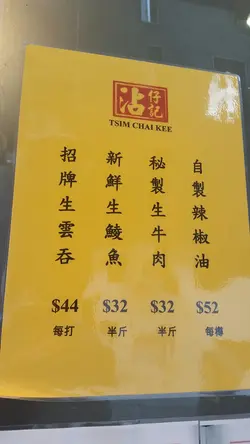 沾仔記
TSIM CHAI KEE
招牌生雲吞
$44
每打
新鮮生鯪魚
$32
半斤
秘製生牛肉
$32
半斤
自製辣椒油
$52
每樽